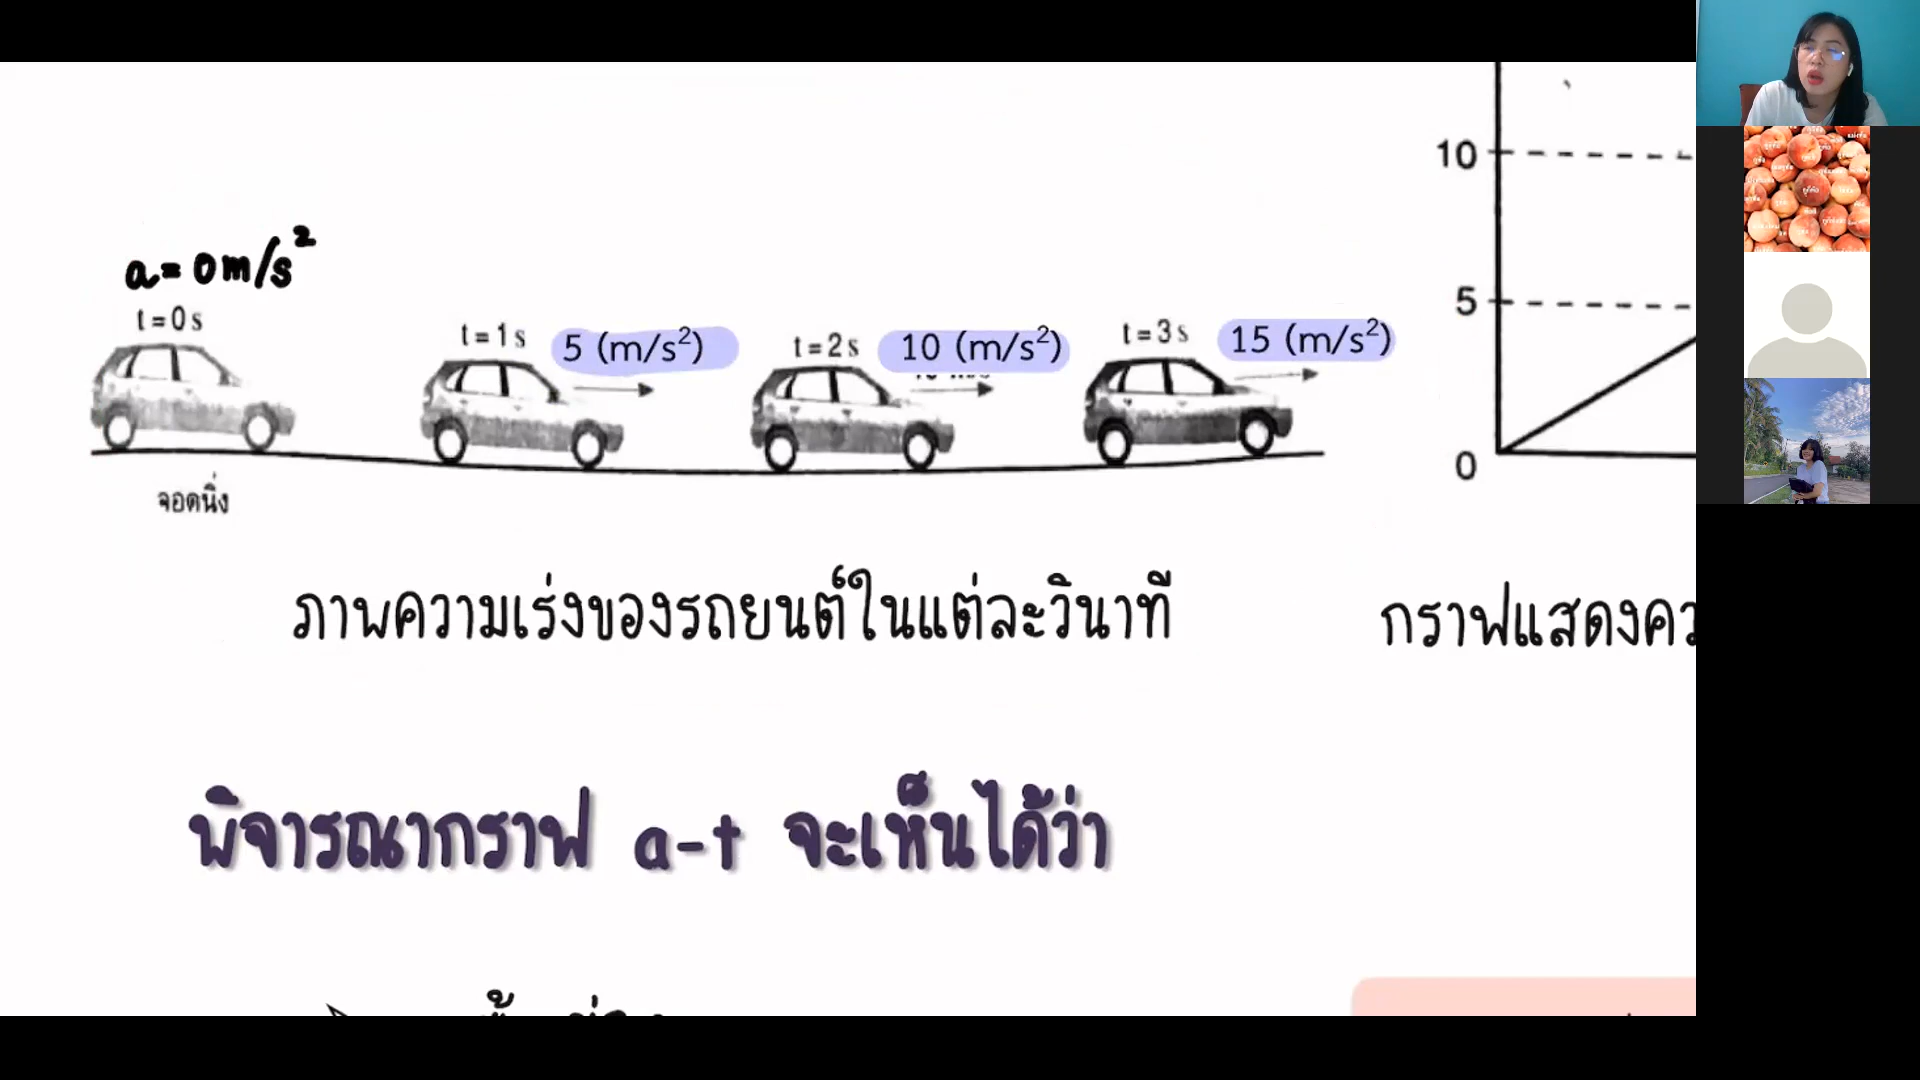 a = 0 m/s²
t = 0 s
t = 1 s 5 (m/s²)
t = 2 s 10 (m/s²)
t = 3 s 15 (m/s²)
จอดนิ่ง
10
5
0
ภาพความเร่งของรถยนต์ในแต่ละวินาที
กราฟแสดงคว
พิจารณากราฟ a-t จะเห็นได้ว่า